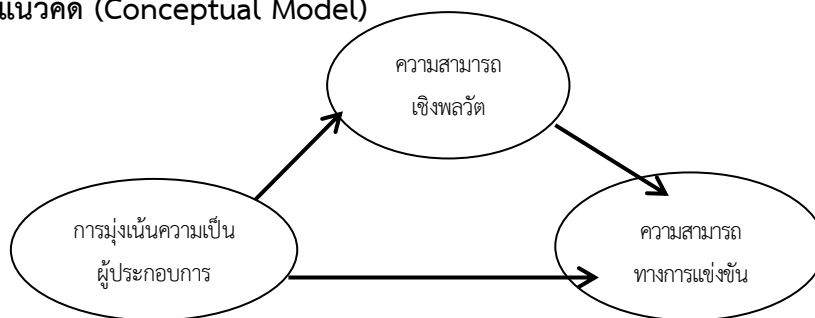 แนวคิด (Conceptual Model)
ความสามารถ
เชิงพลวัต
การมุ่งเน้นความเป็น
ผู้ประกอบการ
ความสามารถ
ทางการแข่งขัน